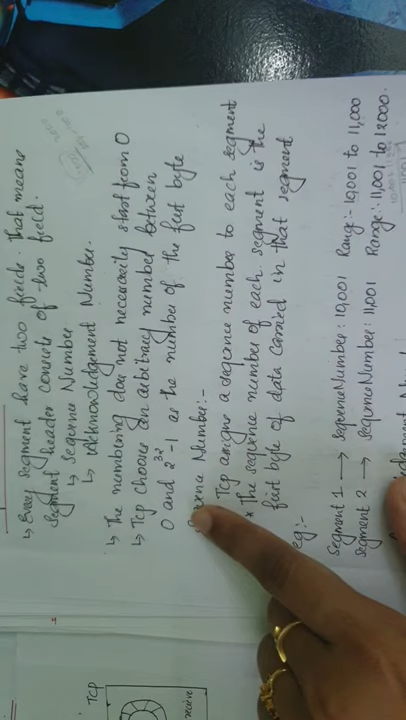 ↳ Every segment have two fields. That means
segment header consists of two field.
↳ Sequence Number
↳ Acknowledgement Number.
↳ The numbering does not necessarily start from 0
↳ TCP chooses an arbitrary number between
0 and 2³²-1 as the number of the first byte
Number:-
TCP assigns a sequence number to each segment
* The sequence number of each segment is the
first byte of data carried in that segment
eg:-
Segment 1 → sequence Number: 10,001 Range:- 10,001 to 11,000
Segment 2 → sequence Number: 11,001 Range: 11,001 to 12000.
TCP